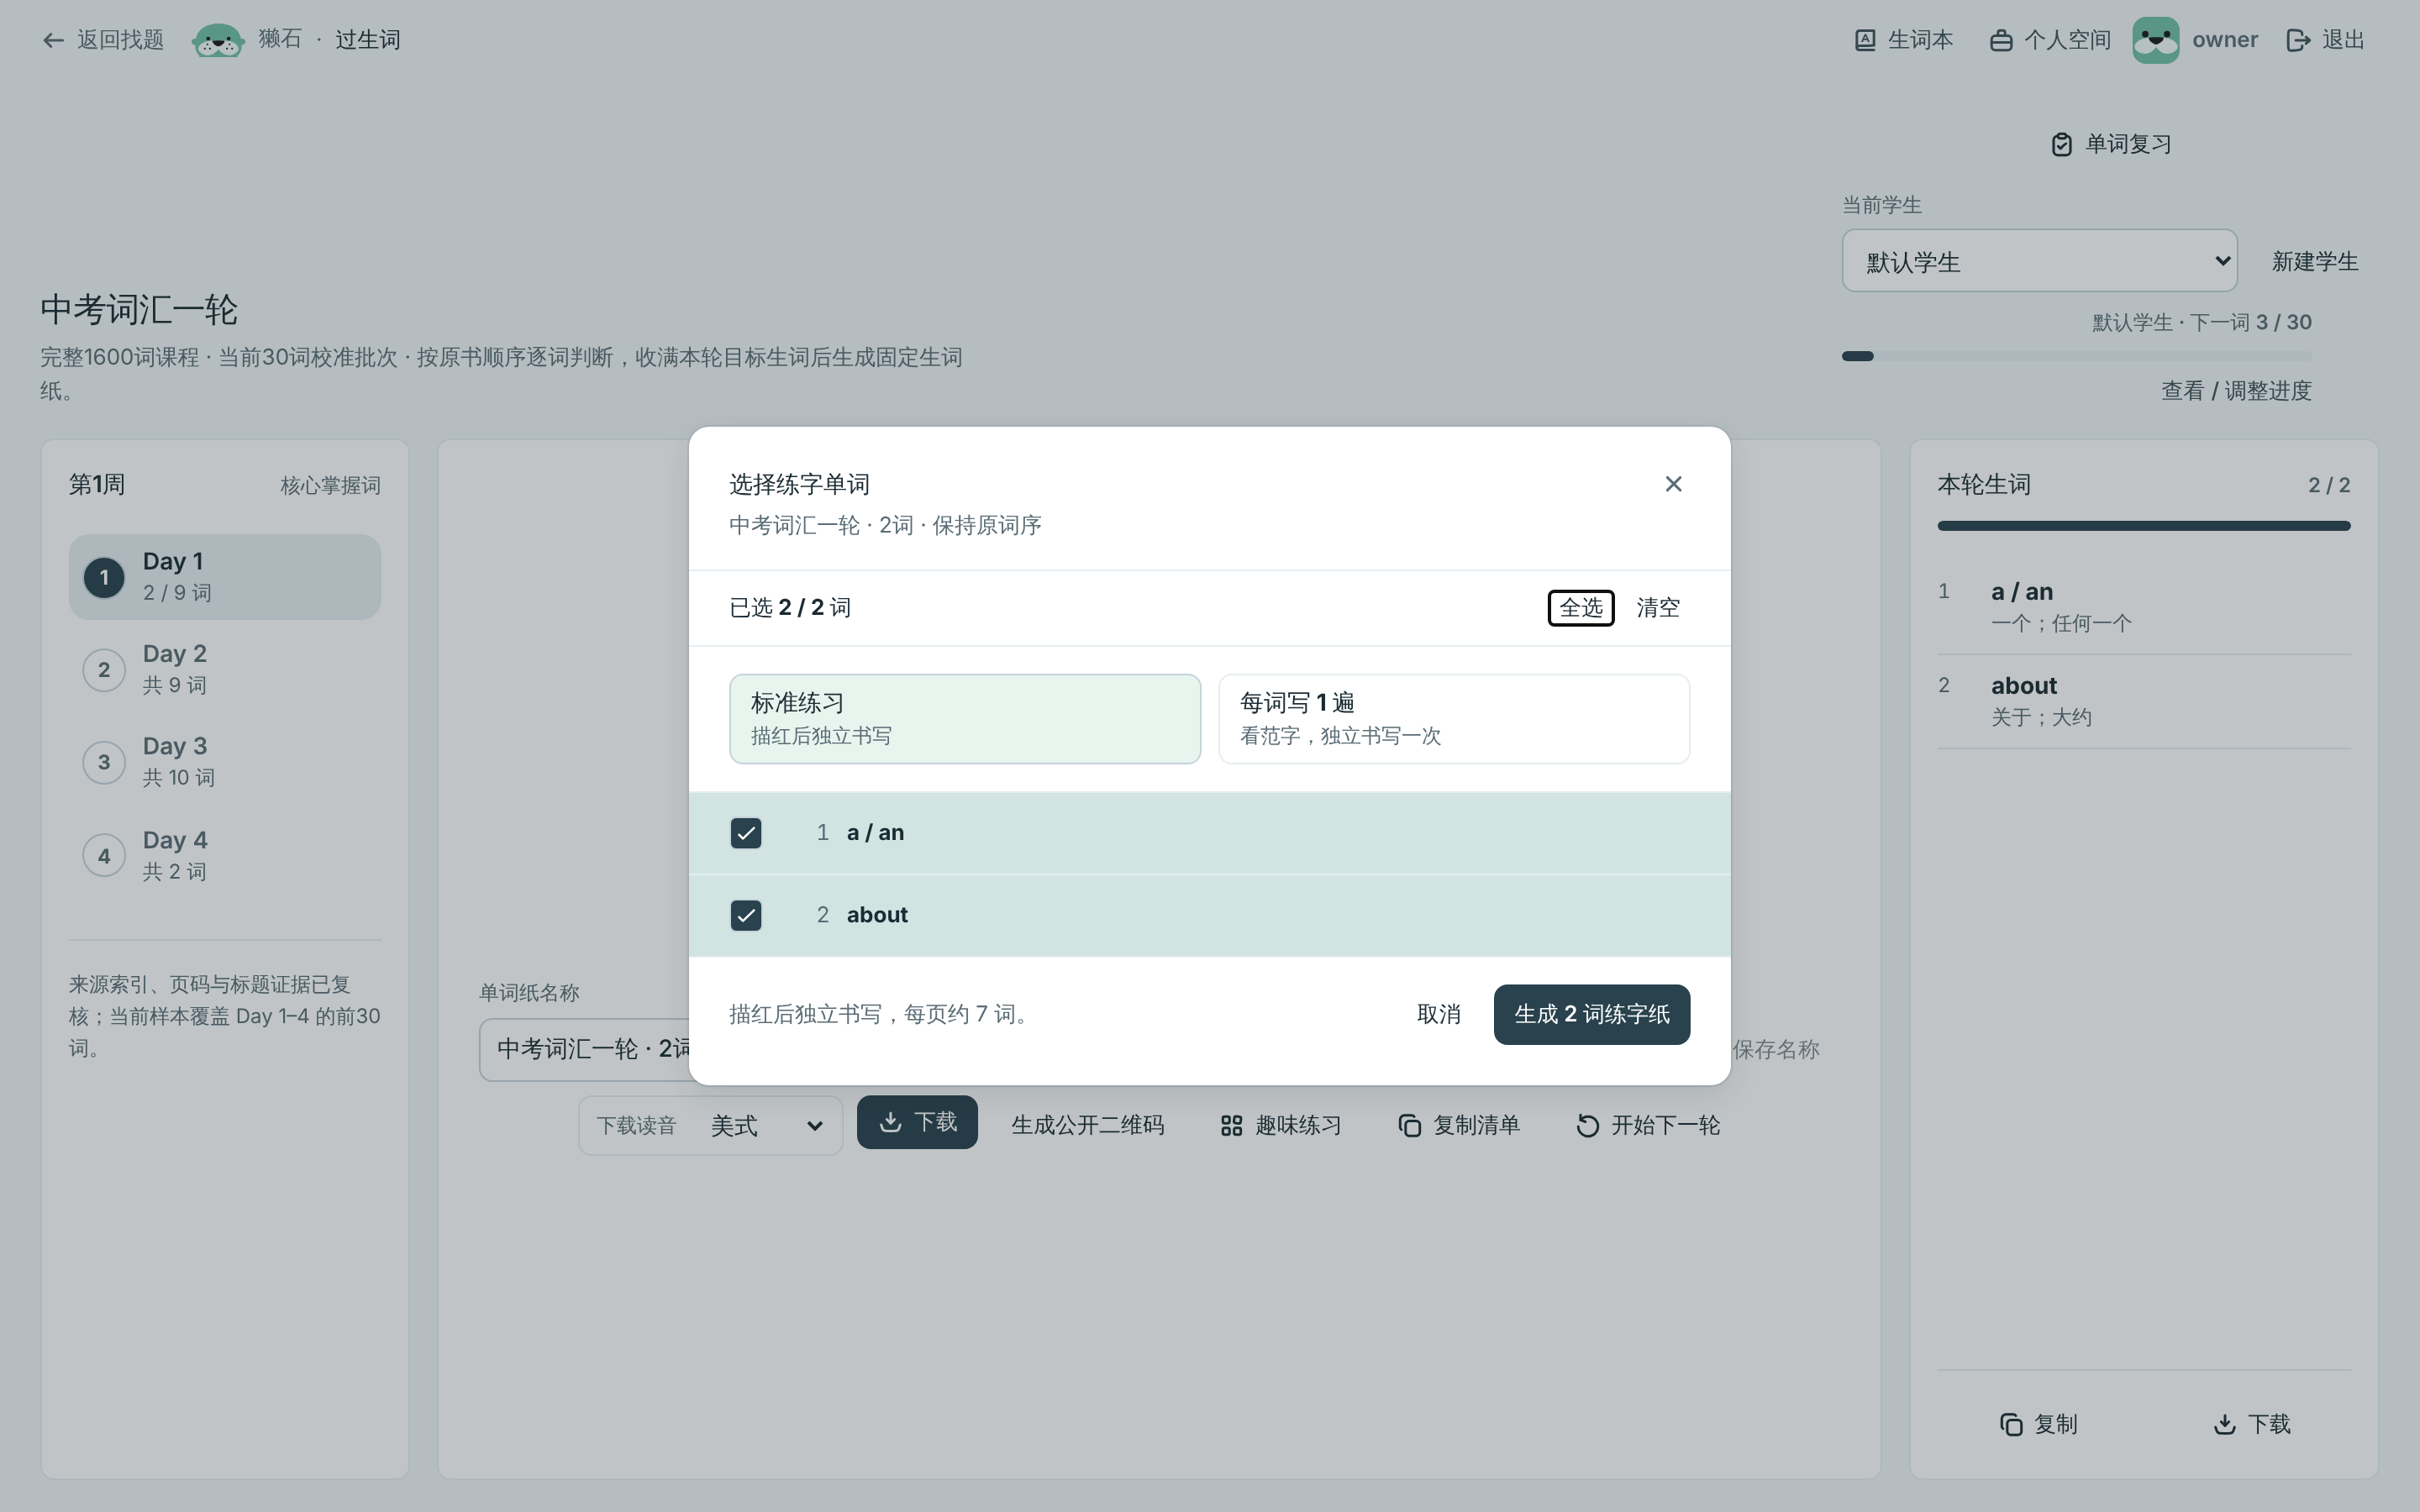 返回找题
獭石 · 过生词
生词本
个人空间
owner
退出
单词复习
当前学生
默认学生
新建学生
默认学生 · 下一词 3 / 30
查看 / 调整进度
中考词汇一轮
完整1600词课程 · 当前30词校准批次 · 按原书顺序逐词判断，收满本轮目标生词后生成固定生词
纸。
第1周
核心掌握词
1
Day 1
2 / 9 词
2
Day 2
共 9 词
3
Day 3
共 10 词
4
Day 4
共 2 词
来源索引、页码与标题证据已复
核；当前样本覆盖 Day 1–4 的前30
词。
选择练字单词
中考词汇一轮 · 2词 · 保持原词序
已选 2 / 2 词
全选
清空
标准练习
描红后独立书写
每词写 1 遍
看范字，独立书写一次
1 a / an
2 about
描红后独立书写，每页约 7 词。
取消
生成 2 词练字纸
单词纸名称
中考词汇一轮 · 2词
保存名称
下载读音
美式
下载
生成公开二维码
趣味练习
复制清单
开始下一轮
本轮生词
2 / 2
1
a / an
一个；任何一个
2
about
关于；大约
复制
下载